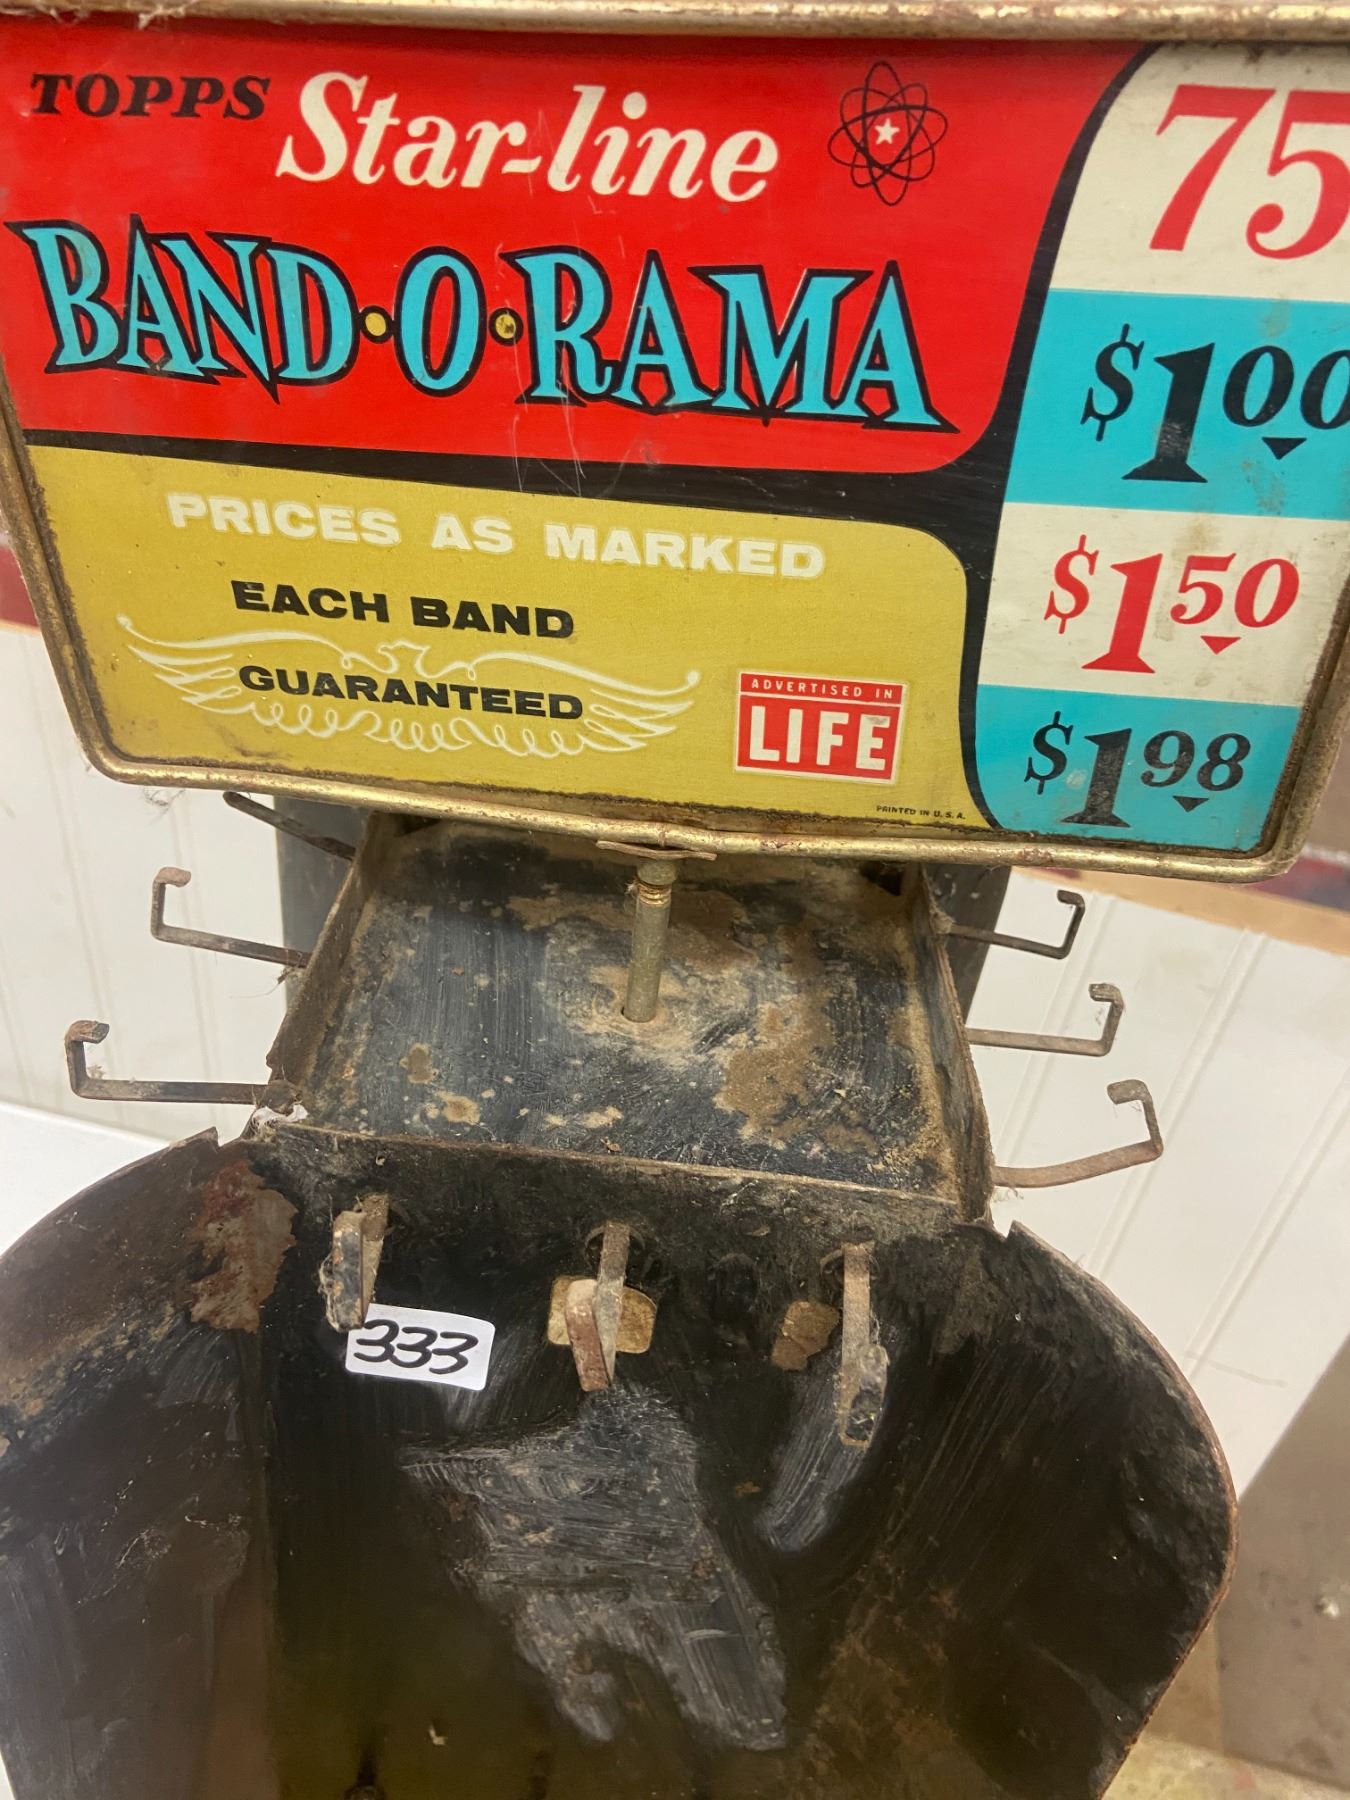 TOPPS Star-line
BAND·O·RAMA
PRICES AS MARKED
EACH BAND
GUARANTEED
ADVERTISED IN
LIFE
PRINTED IN U.S.A.
75
$1.00
$1.50
$1.98
333